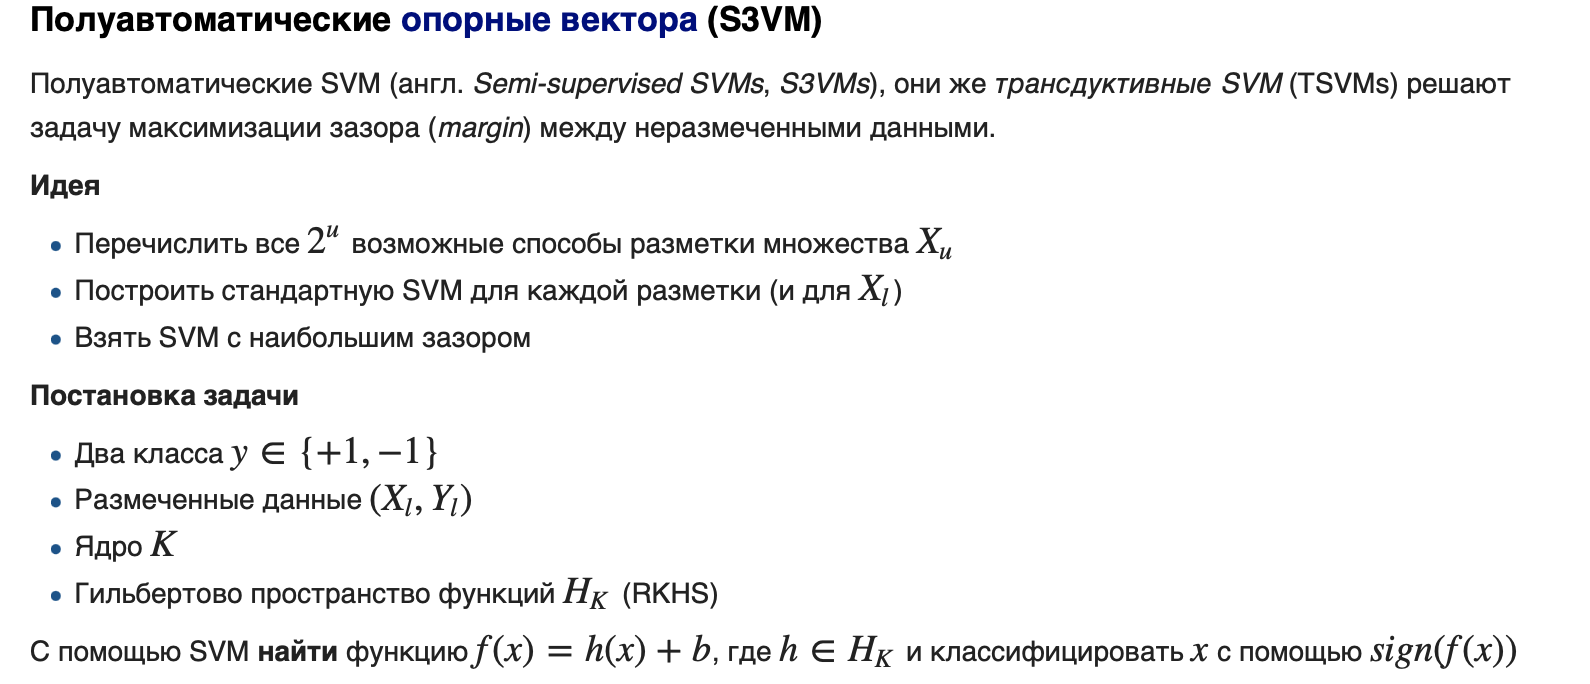 Полуавтоматические опорные вектора (S3VM)
Полуавтоматические SVM (англ. Semi-supervised SVMs, S3VMs), они же трансдуктивные SVM (TSVMs) решают
задачу максимизации зазора (margin) между неразмеченными данными.
Идея
• Перечислить все 2^u возможные способы разметки множества X_u
• Построить стандартную SVM для каждой разметки (и для X_l)
• Взять SVM с наибольшим зазором
Постановка задачи
• Два класса y ∈ {+1, −1}
• Размеченные данные (X_l, Y_l)
• Ядро K
• Гильбертово пространство функций H_K (RKHS)
С помощью SVM найти функцию f(x) = h(x) + b, где h ∈ H_K и классифицировать x с помощью sign(f(x))